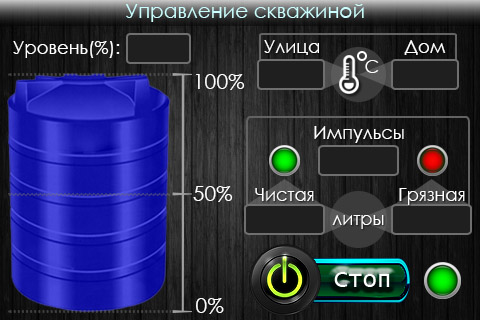 Управление скважиной
Уровень(%):
Улица
Дом
°C
100%
Импульсы
50%
Чистая
Грязная
литры
Стоп
0%